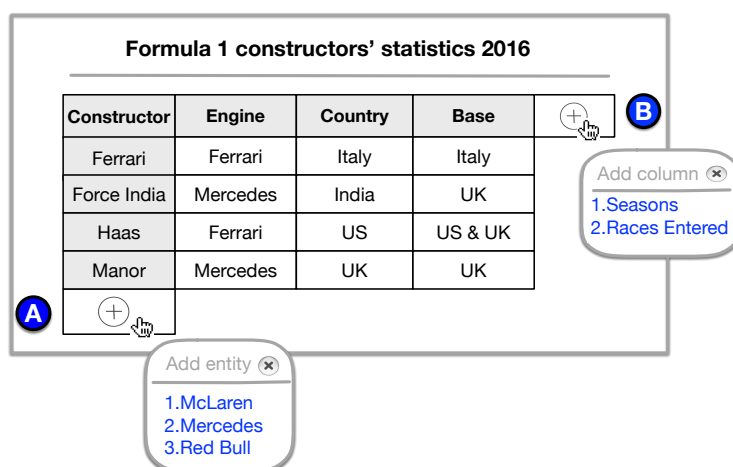 Formula 1 constructors’ statistics 2016
Constructor Engine Country Base
B
Ferrari Ferrari Italy Italy
Add column
Force India Mercedes India UK
1.Seasons
2.Races Entered
Haas Ferrari US US & UK
Manor Mercedes UK UK
A
Add entity
1.McLaren
2.Mercedes
3.Red Bull